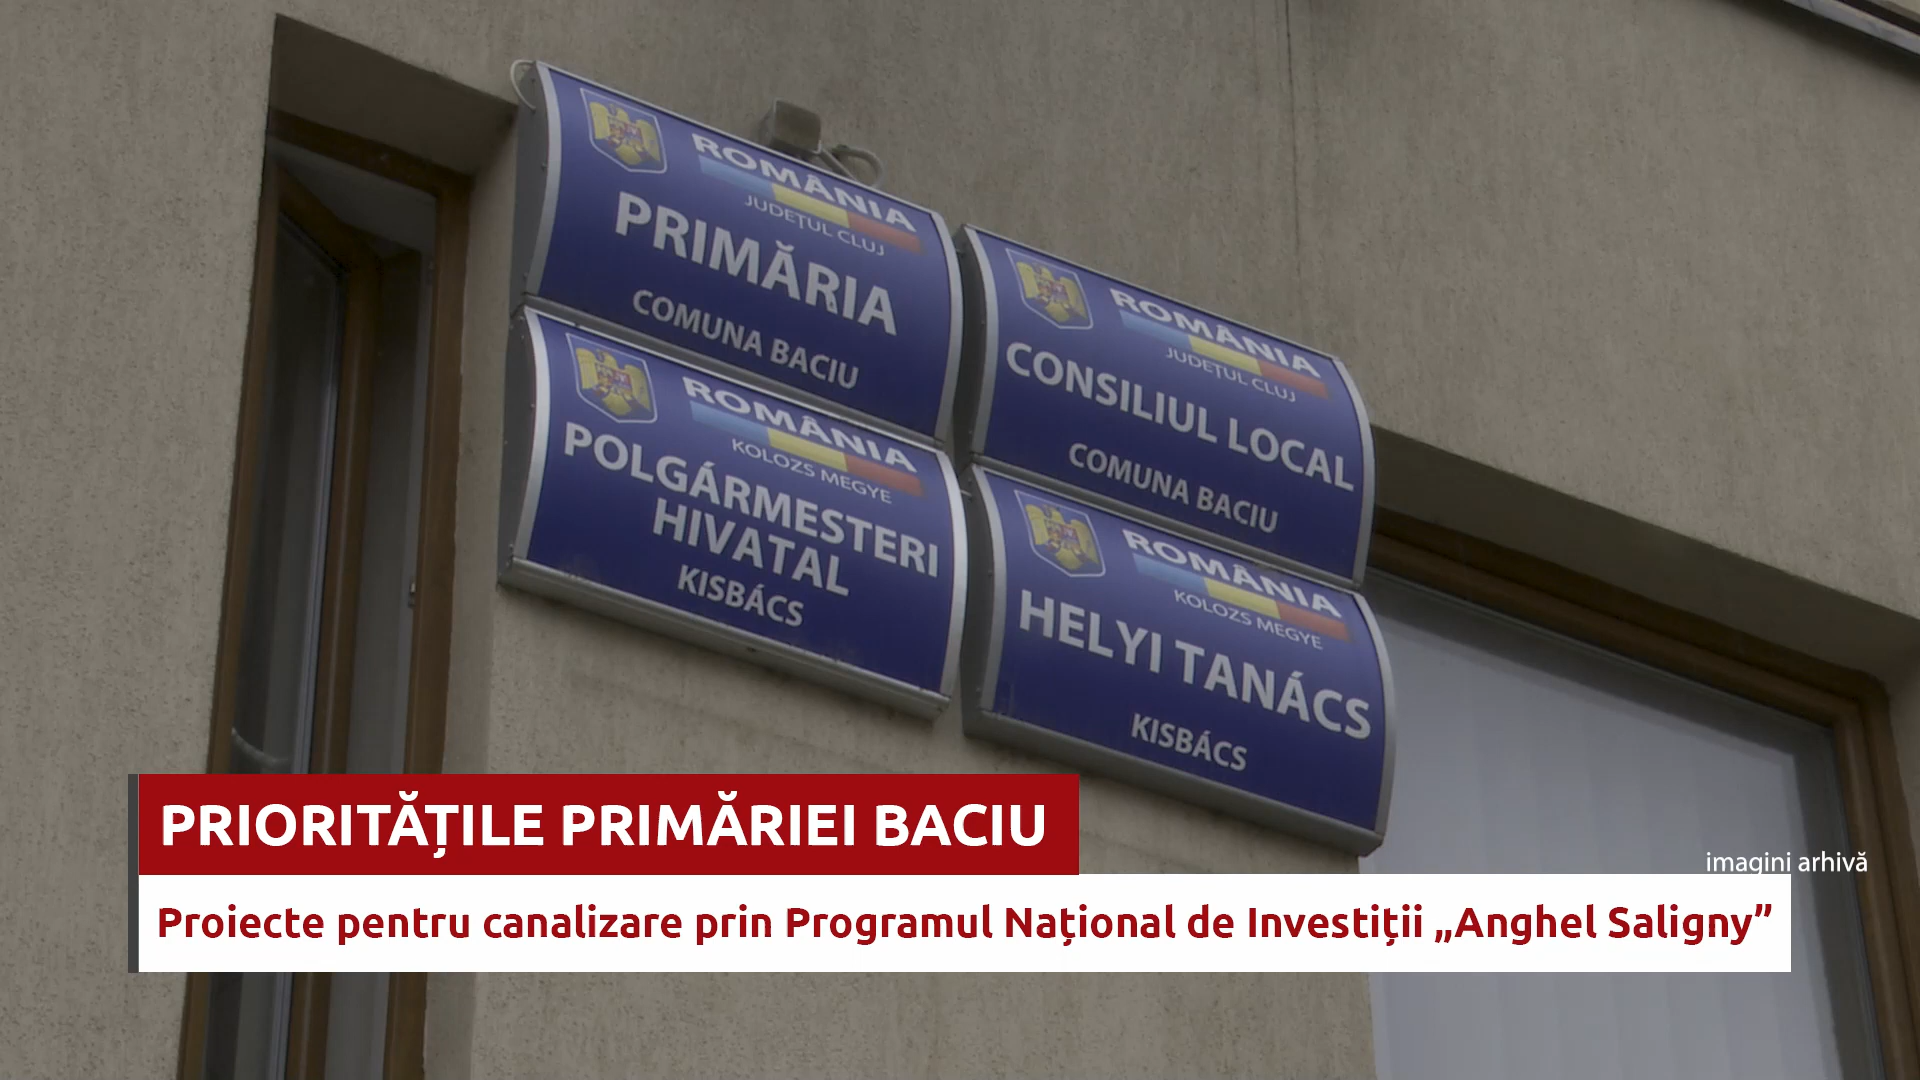 ROMÂNIA
JUDEȚUL CLUJ
PRIMĂRIA
COMUNA BACIU
ROMÂNIA
JUDEȚUL CLUJ
CONSILIUL LOCAL
COMUNA BACIU
ROMÂNIA
KOLOZS MEGYE
POLGÁRMESTERI
HIVATAL
KISBÁCS
ROMÂNIA
KOLOZS MEGYE
HELYI TANÁCS
KISBÁCS
imagini arhivă
PRIORITĂȚILE PRIMĂRIEI BACIU
Proiecte pentru canalizare prin Programul Național de Investiții „Anghel Saligny”